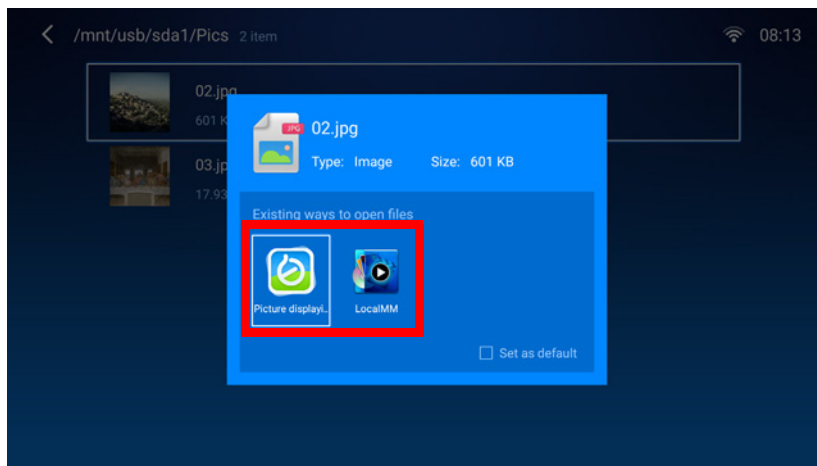 /mnt/usb/sda1/Pics 2 item
08:13
02.jpg
601 K
03.jp
17.93
JPG
02.jpg
Type: Image Size: 601 KB
Existing ways to open files
Picture displayi..
LocalMM
Set as default